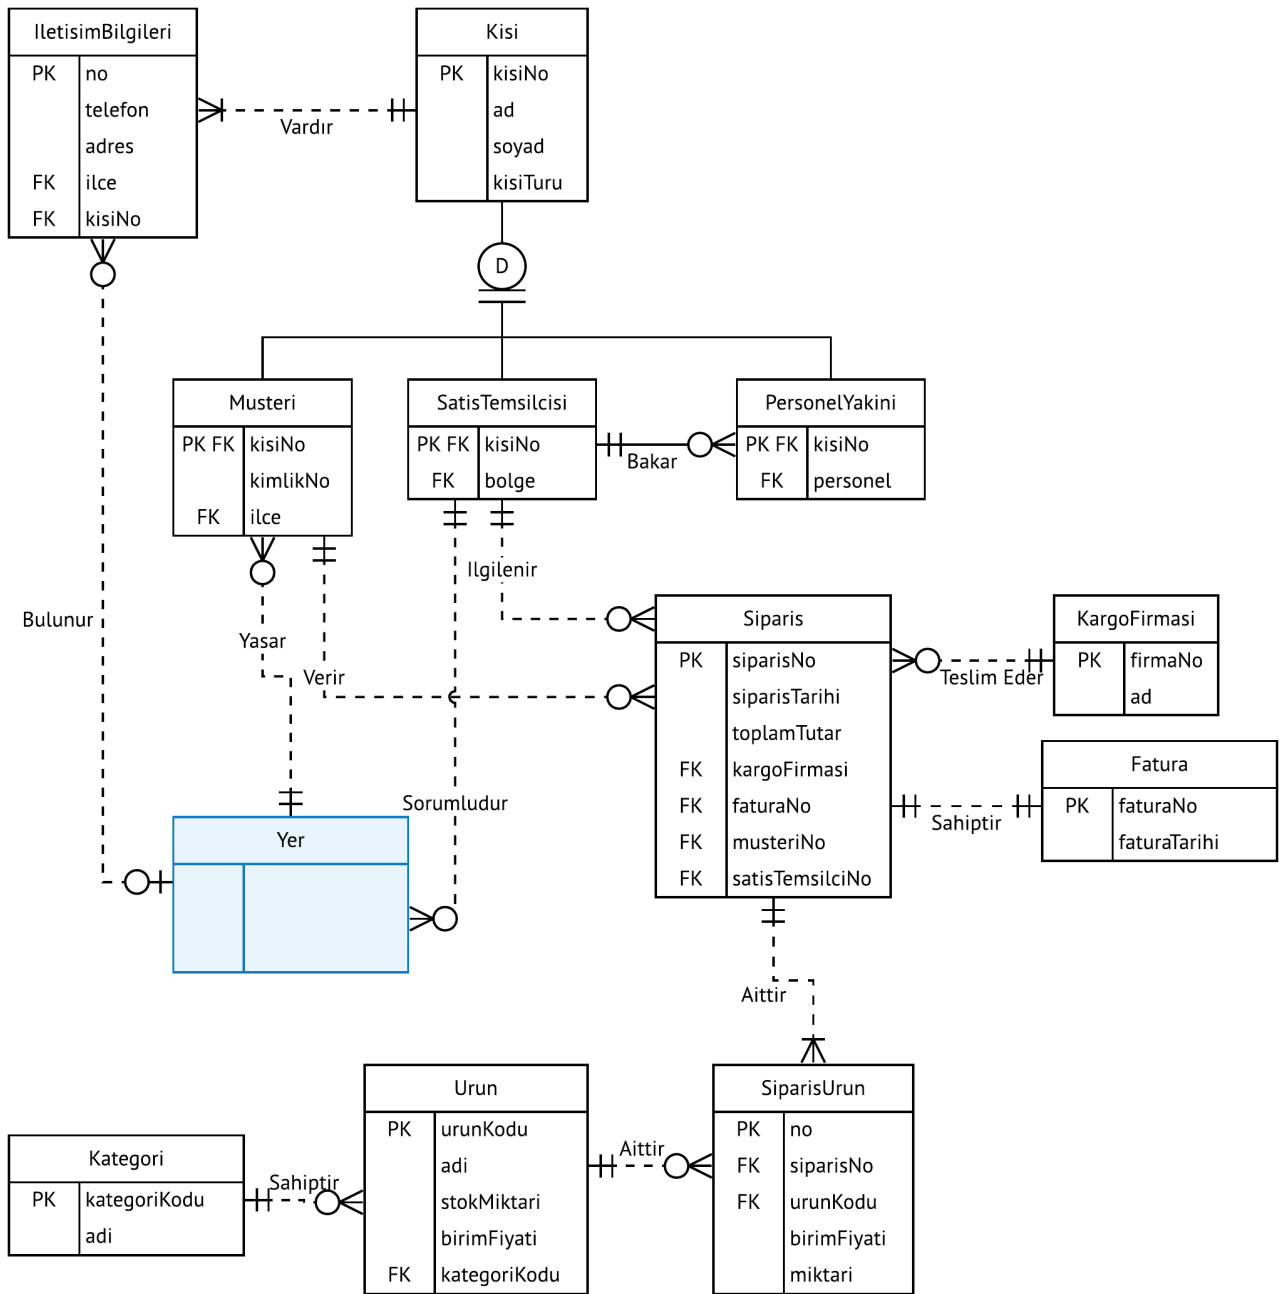 IletisimBilgileri
PK no
telefon
adres
FK ilce
FK kisiNo
Kisi
PK kisiNo
ad
soyad
kisiTuru
Vardır
D
Musteri
PK FK kisiNo
kimlikNo
FK ilce
SatisTemsilcisi
PK FK kisiNo
FK bolge
Bakar
PersonelYakini
PK FK kisiNo
FK personel
Bulunur
Yasar
Verir
Ilgilenir
Sorumludur
Siparis
PK siparisNo
siparisTarihi
toplamTutar
FK kargoFirmasi
FK faturaNo
FK musteriNo
FK satisTemsilciNo
Teslim Eder
KargoFirmasi
PK firmaNo
ad
Sahiptir
Fatura
PK faturaNo
faturaTarihi
Yer
Aittir
Kategori
PK kategoriKodu
adi
Sahiptir
Urun
PK urunKodu
adi
stokMiktari
birimFiyati
FK kategoriKodu
Aittir
SiparisUrun
PK no
FK siparisNo
FK urunKodu
birimFiyati
miktari